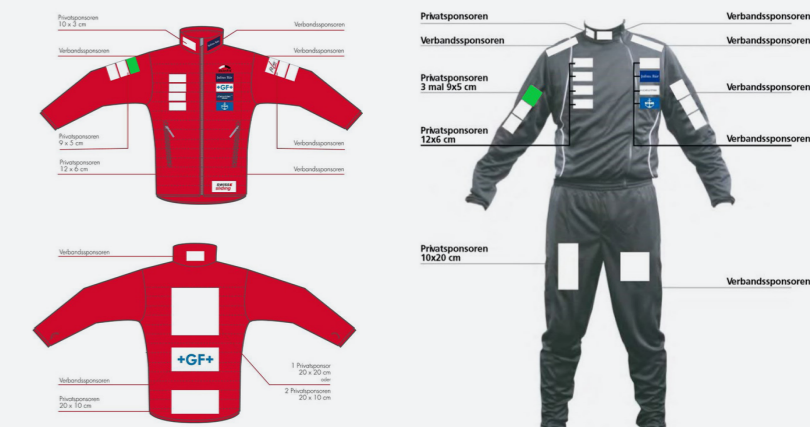 Privatsponsoren
10 x 3 cm
Verbandssponsoren
Verbandssponsoren
Verbandssponsoren
+GF+
Privatsponsoren
9 x 5 cm
Verbandssponsoren
Privatsponsoren
12 x 6 cm
Verbandssponsoren
swiss
Verbandssponsoren
+GF+
1 Privatsponsor
20 x 20 cm
oder
2 Privatsponsoren
20 x 10 cm
Verbandssponsoren
Privatsponsoren
20 x 10 cm
Privatsponsoren
Verbandssponsoren
Verbandssponsoren
Verbandssponsoren
Privatsponsoren
3 mal 9x5 cm
Verbandssponsoren
Privatsponsoren
12x6 cm
Verbandssponsoren
Privatsponsoren
10x20 cm
Verbandssponsoren